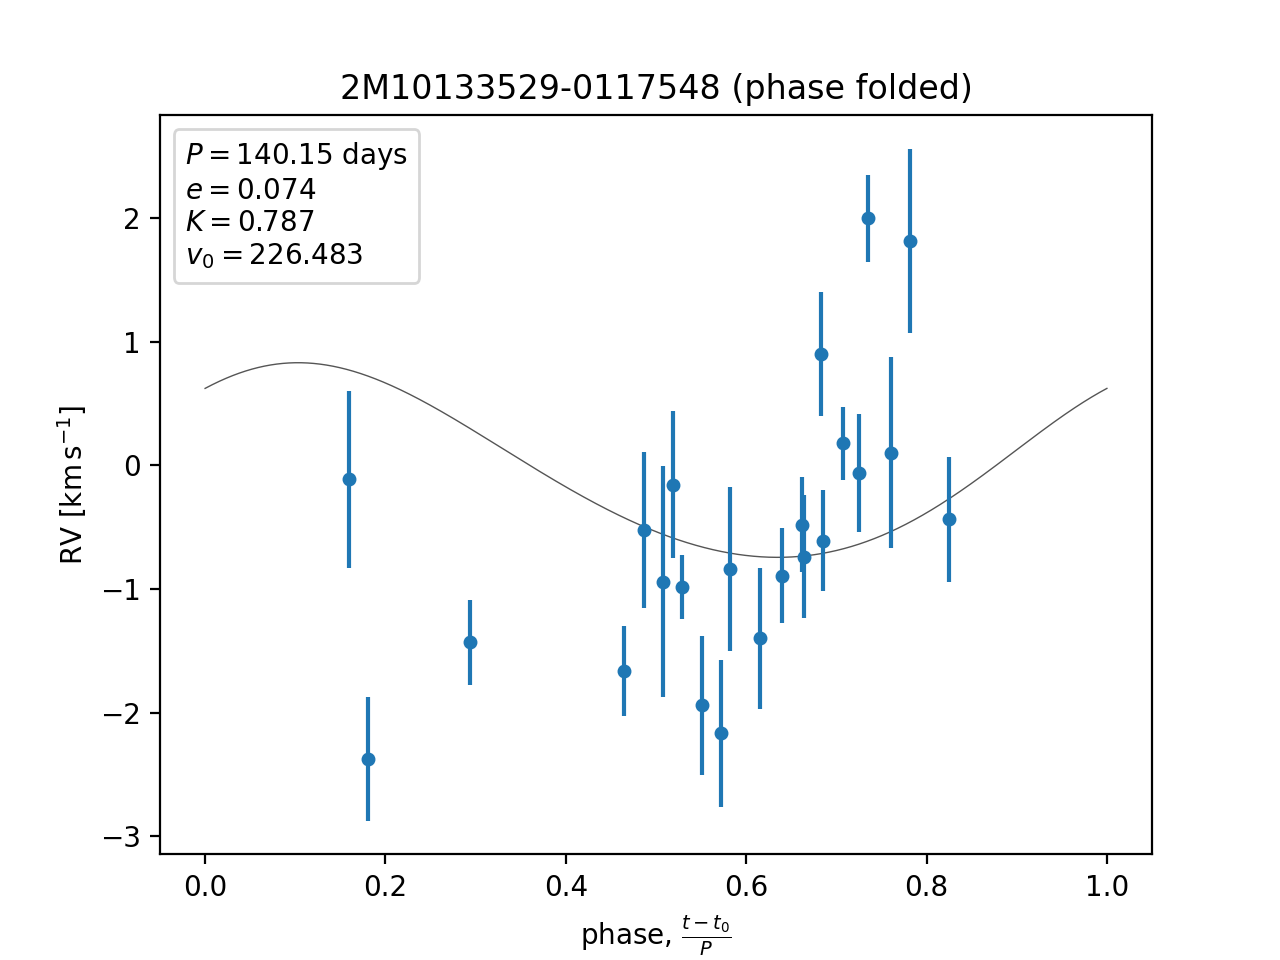 2M10133529-0117548 (phase folded)
P = 140.15 days
e = 0.074
K = 0.787
v₀ = 226.483
2
1
0
−1
−2
−3
RV [km s⁻¹]
0.0 0.2 0.4 0.6 0.8 1.0
phase, (t − t₀)/P